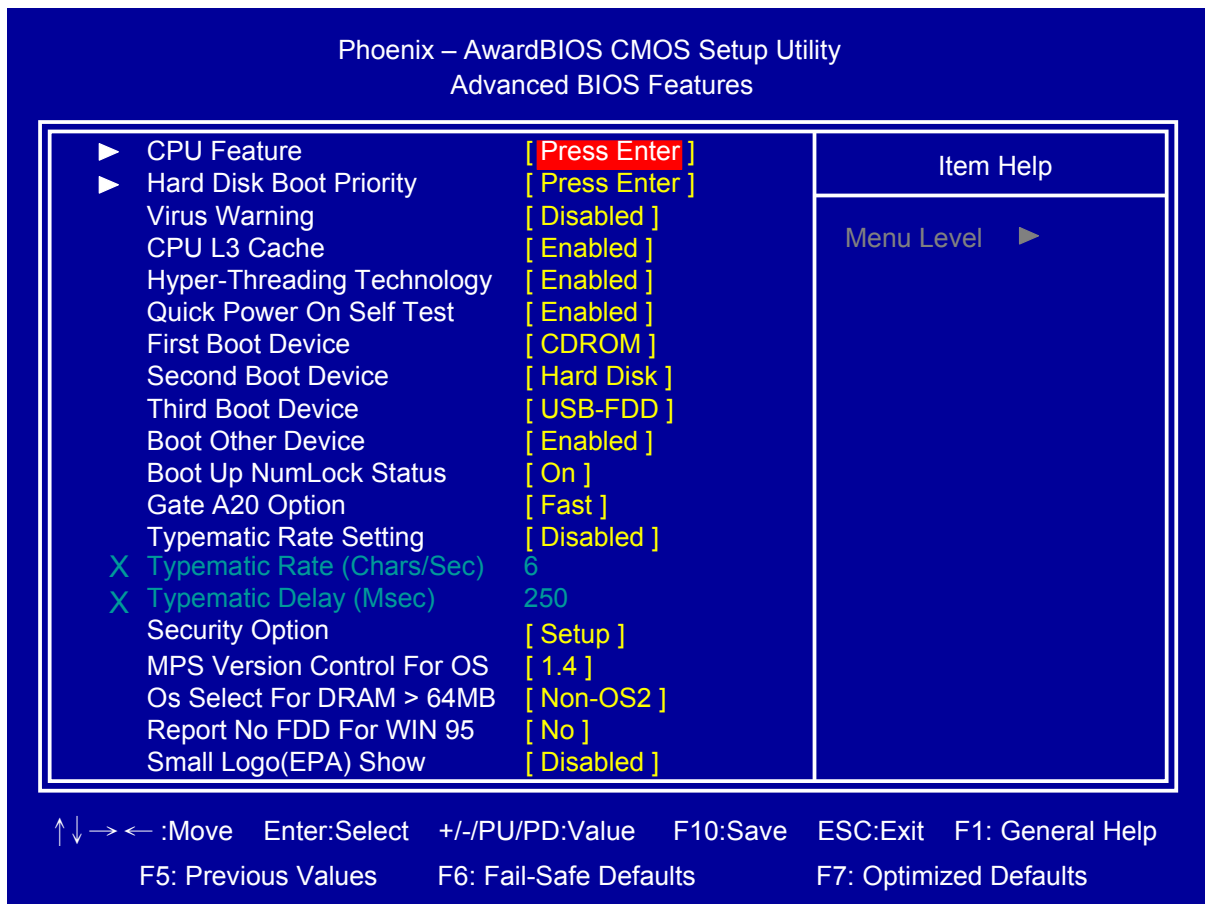 Phoenix – AwardBIOS CMOS Setup Utility
Advanced BIOS Features
► CPU Feature [ Press Enter ]
► Hard Disk Boot Priority [ Press Enter ]
Virus Warning [ Disabled ]
CPU L3 Cache [ Enabled ]
Hyper-Threading Technology [ Enabled ]
Quick Power On Self Test [ Enabled ]
First Boot Device [ CDROM ]
Second Boot Device [ Hard Disk ]
Third Boot Device [ USB-FDD ]
Boot Other Device [ Enabled ]
Boot Up NumLock Status [ On ]
Gate A20 Option [ Fast ]
Typematic Rate Setting [ Disabled ]
X Typematic Rate (Chars/Sec) 6
X Typematic Delay (Msec) 250
Security Option [ Setup ]
MPS Version Control For OS [ 1.4 ]
Os Select For DRAM > 64MB [ Non-OS2 ]
Report No FDD For WIN 95 [ No ]
Small Logo(EPA) Show [ Disabled ]
Item Help
Menu Level ►
↑↓→← :Move Enter:Select +/-/PU/PD:Value F10:Save ESC:Exit F1: General Help
F5: Previous Values F6: Fail-Safe Defaults F7: Optimized Defaults